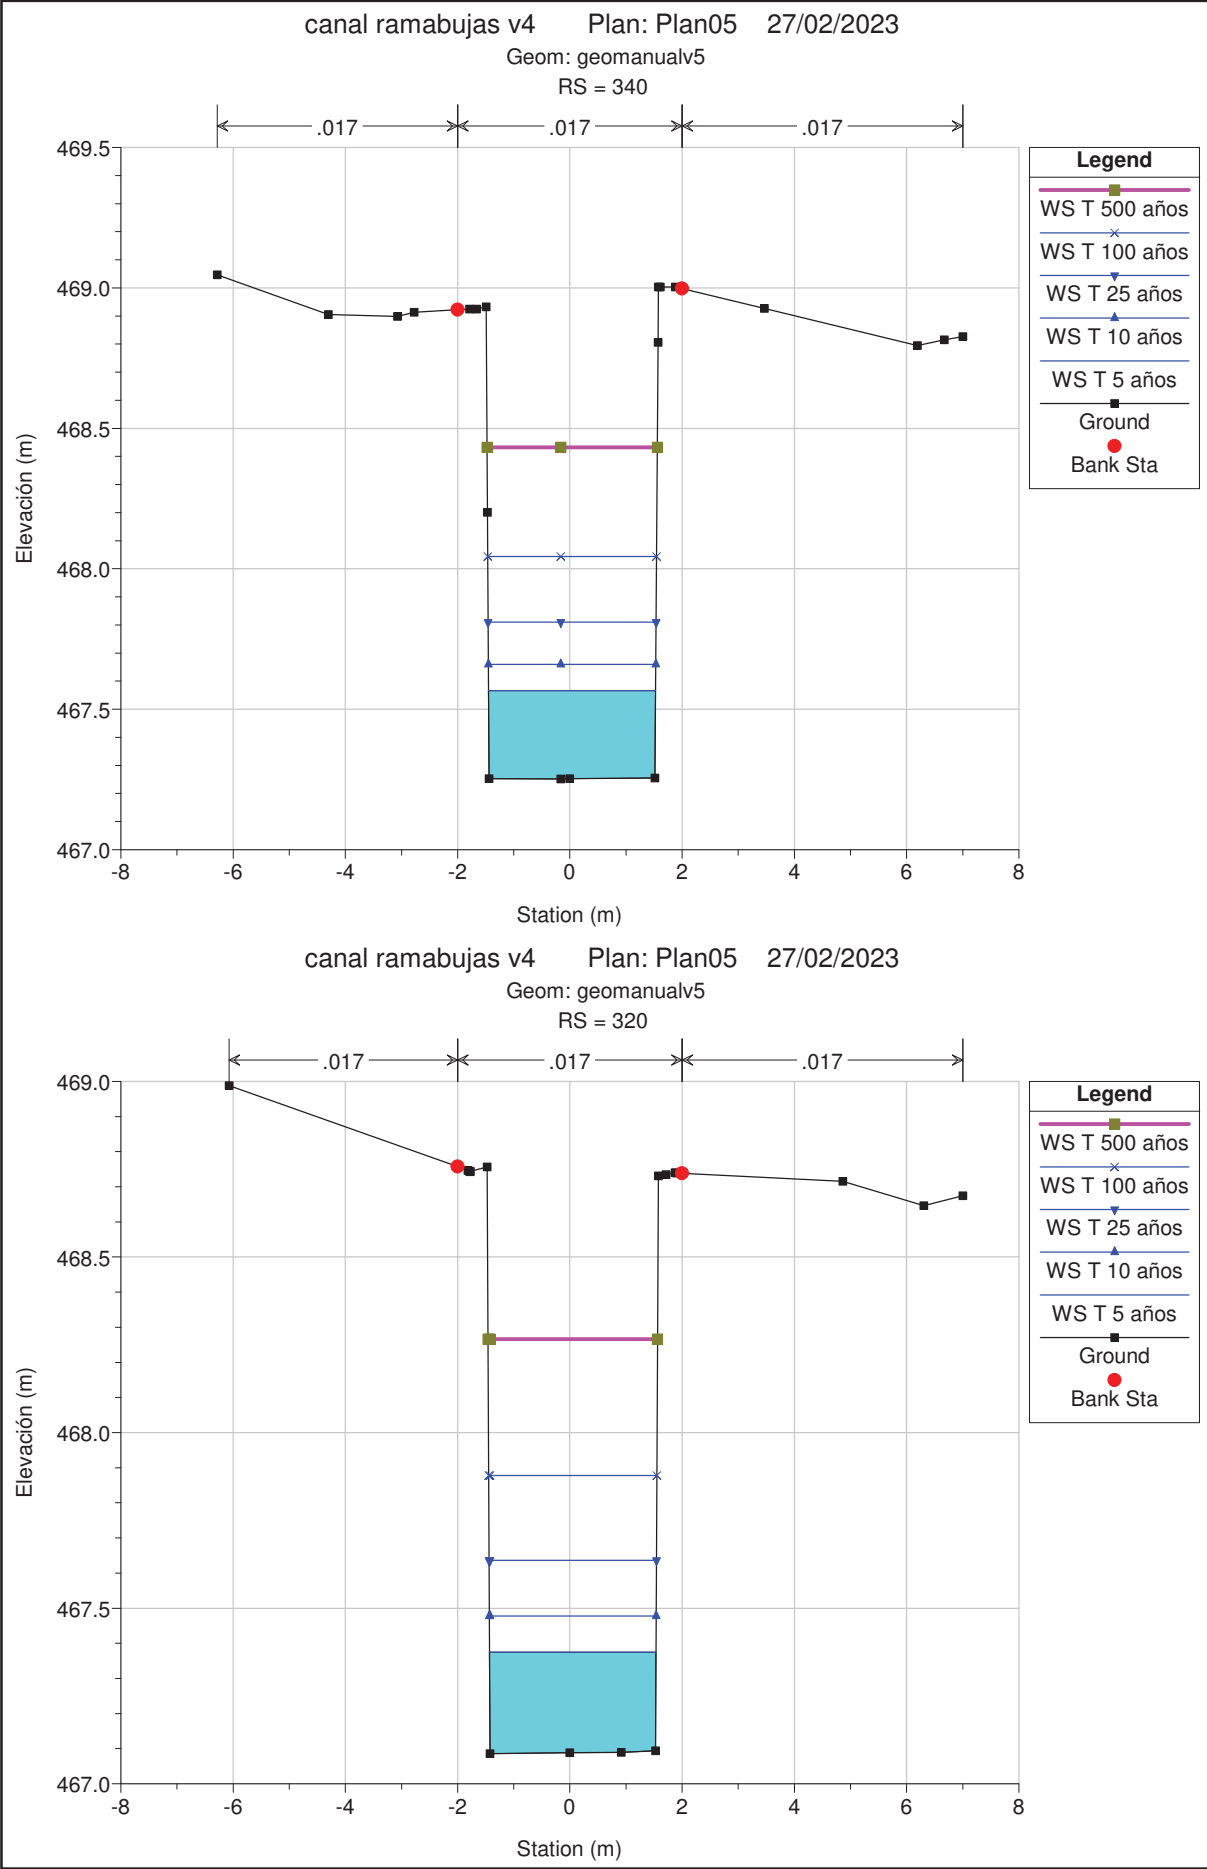 canal ramabujas v4 Plan: Plan05 27/02/2023
Geom: geomanualv5
RS = 340
.017 .017 .017
469.5
469.0
468.5
468.0
467.5
467.0
Elevación (m)
-8 -6 -4 -2 0 2 4 6 8
Station (m)
Legend
WS T 500 años
WS T 100 años
WS T 25 años
WS T 10 años
WS T 5 años
Ground
Bank Sta
canal ramabujas v4 Plan: Plan05 27/02/2023
Geom: geomanualv5
RS = 320
.017 .017 .017
469.0
468.5
468.0
467.5
467.0
Elevación (m)
-8 -6 -4 -2 0 2 4 6 8
Station (m)
Legend
WS T 500 años
WS T 100 años
WS T 25 años
WS T 10 años
WS T 5 años
Ground
Bank Sta